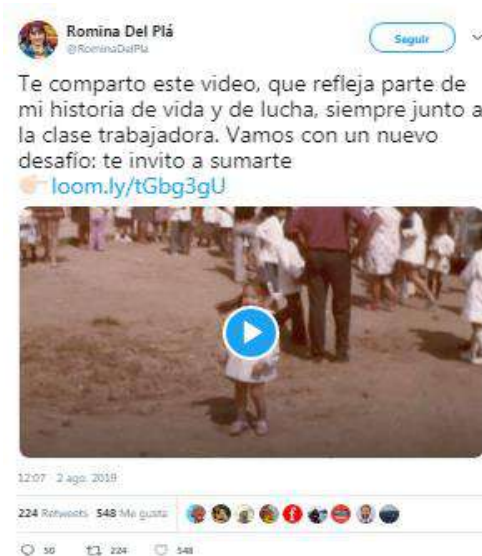 Romina Del Plá
@RominaDelPla
Seguir
Te comparto este video, que refleja parte de
mi historia de vida y de lucha, siempre junto a
la clase trabajadora. Vamos con un nuevo
desafío: te invito a sumarte
👉🏻 loom.ly/tGbg3gU
12:07 2 ago. 2019
224 Retweets 548 Me gusta
50 224 548